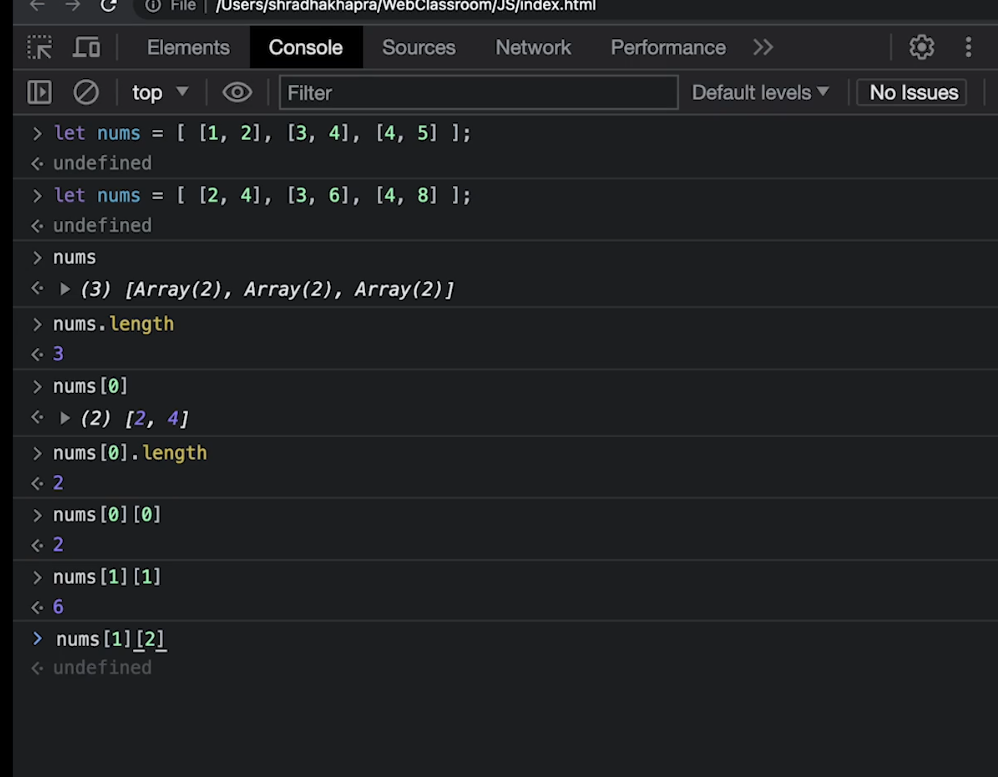 File | /Users/shradhakhapra/WebClassroom/JS/index.html
Elements Console Sources Network Performance
top Filter Default levels No Issues
let nums = [ [1, 2], [3, 4], [4, 5] ];
undefined
let nums = [ [2, 4], [3, 6], [4, 8] ];
undefined
nums
(3) [Array(2), Array(2), Array(2)]
nums.length
3
nums[0]
(2) [2, 4]
nums[0].length
2
nums[0][0]
2
nums[1][1]
6
nums[1][2]
undefined